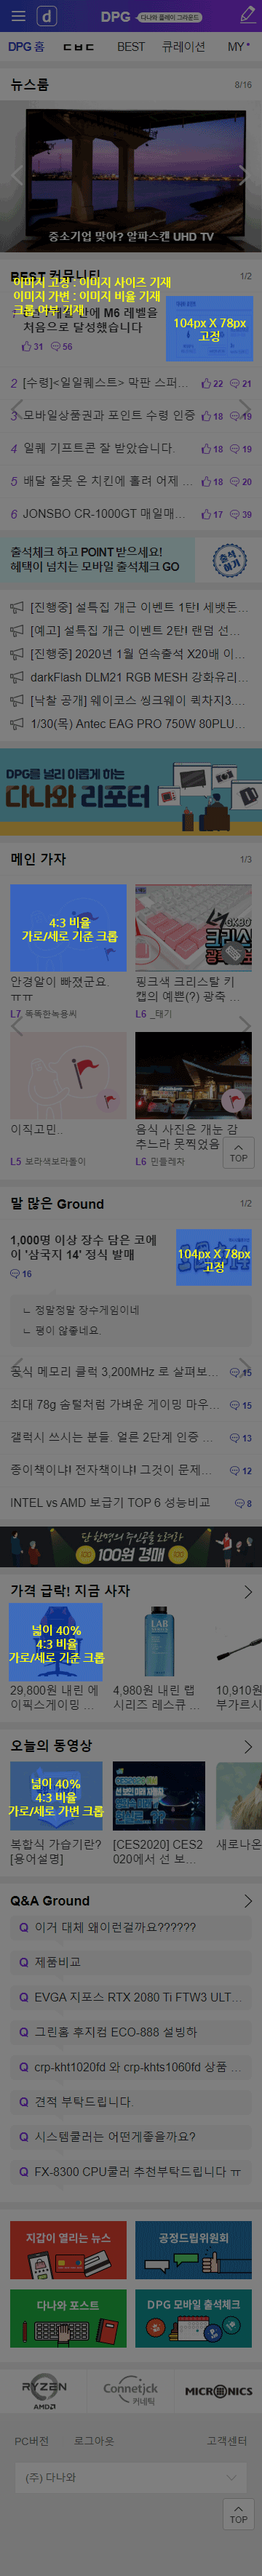 d
DPG 다나와 플레이 그라운드
DPG 홈 ㄷㅂㄷ BEST 큐레이션 MY
뉴스룸 8/16
중소기업 맞아? 알파스캔 UHD TV
BEST 커뮤니티 1/2
이미지 고정 : 이미지 사이즈 기재
이미지 가변 : 이미지 비율 기재
크롭 여부 기재
만에 M6 레벨을
처음으로 달성했습니다
31 56
104px X 78px
고정
2 [수령]<일일퀘스트> 막판 스퍼... 22 21
3 모바일상품권과 포인트 수령 인증 18 19
4 일퀘 기프트콘 잘 받았습니다. 18 19
5 배달 잘못 온 치킨에 홀려 어제 ... 18 20
6 JONSBO CR-1000GT 매일매... 17 39
출석체크 하고 POINT 받으세요!
혜택이 넘치는 모바일 출석체크 GO
출석
하기
[진행중] 설특집 개근 이벤트 1탄! 세뱃돈...
[예고] 설특집 개근 이벤트 2탄! 랜덤 선...
[진행중] 2020년 1월 연속출석 X20배 이...
darkFlash DLM21 RGB MESH 강화유리...
[낙찰 공개] 웨이코스 씽크웨이 퀵차지3....
1/30(목) Antec EAG PRO 750W 80PLU...
DPG를 널리 이롭게 하는
다나와 리포터
메인 가자 1/3
4:3 비율
가로/세로 기준 크롭
안경알이 빠졌군요.
ㅠㅠ
L7 똑똑한녹용씨
핑크색 크리스탈 키
캡의 예쁜(?) 광축 ...
L6 _태기
이직고민..
L5 보라색보라돌이
음식 사진은 개눈 감
추느라 못찍었음
L6 민들레자
TOP
말 많은 Ground 1/2
1,000명 이상 장수 담은 코에
이 '삼국지 14' 정식 발매
16
104px X 78px
고정
ㄴ 정말정말 장수게임이네
ㄴ 평이 않좋네요.
공식 메모리 클럭 3,200MHz 로 살펴보... 15
최대 78g 솜털처럼 가벼운 게이밍 마우... 15
갤럭시 쓰시는 분들. 얼른 2단계 인증 ... 13
종이책이냐! 전자책이냐! 그것이 문제... 12
INTEL vs AMD 보급기 TOP 6 성능비교 8
단 한명의 주인공을 노려라
100원 경매
가격 급락! 지금 사자
넓이 40%
4:3 비율
가로/세로 기준 크롭
LAB
29,800원 내린 에
이픽스게이밍 ...
4,980원 내린 랩
시리즈 레스큐 ...
10,910원
부가르시
오늘의 동영상
넓이 40%
4:3 비율
가로/세로 가변 크롭
복합식 가습기란?
[용어설명]
[CES2020] CES2
020에서 선 보...
새로나온
Q&A Ground
Q 이거 대체 왜이런걸까요??????
Q 제품비교
Q EVGA 지포스 RTX 2080 Ti FTW3 ULT...
Q 그린홈 후지컴 ECO-888 설빙하
Q crp-kht1020fd 와 crp-khts1060fd 상품 ...
Q 견적 부탁드립니다.
Q 시스템쿨러는 어떤게좋을까요?
Q FX-8300 CPU쿨러 추천부탁드립니다 ㅠ
지갑이 열리는 뉴스
공정드립위원회
다나와 포스트
DPG 모바일 출석체크
RYZEN
AMD
Connetjck
커네틱
MICRONICS
PC버전 로그아웃 고객센터
(주) 다나와
TOP